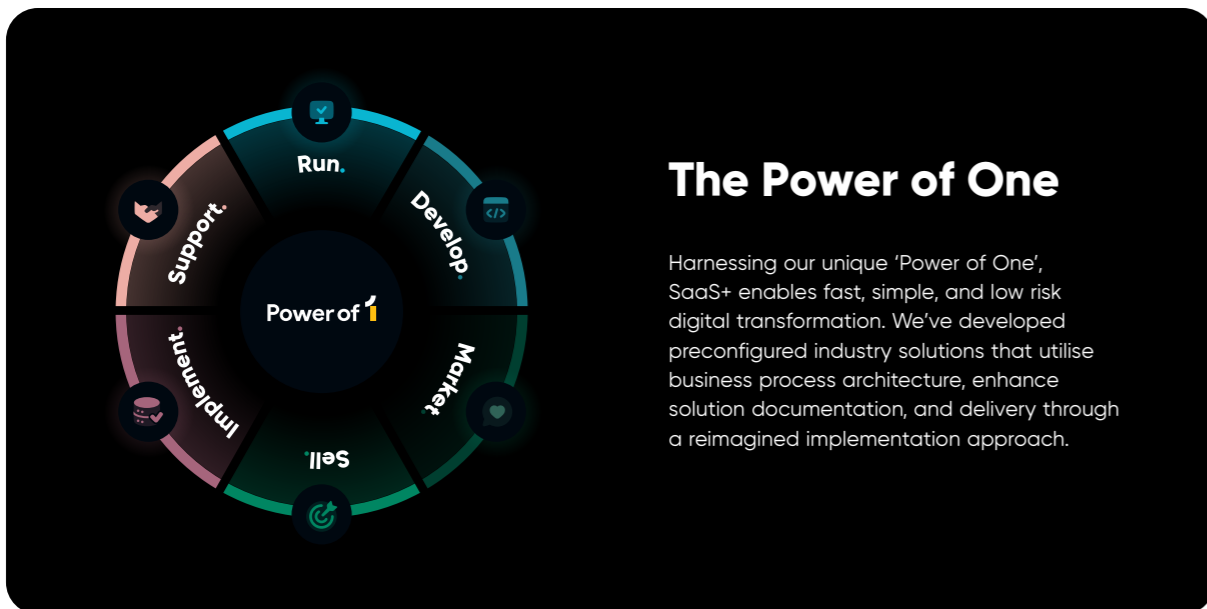 Run.
Develop.
Market.
Sell.
Implement.
Support.
Power of 1
The Power of One
Harnessing our unique ‘Power of One’,
SaaS+ enables fast, simple, and low risk
digital transformation. We’ve developed
preconfigured industry solutions that utilise
business process architecture, enhance
solution documentation, and delivery through
a reimagined implementation approach.